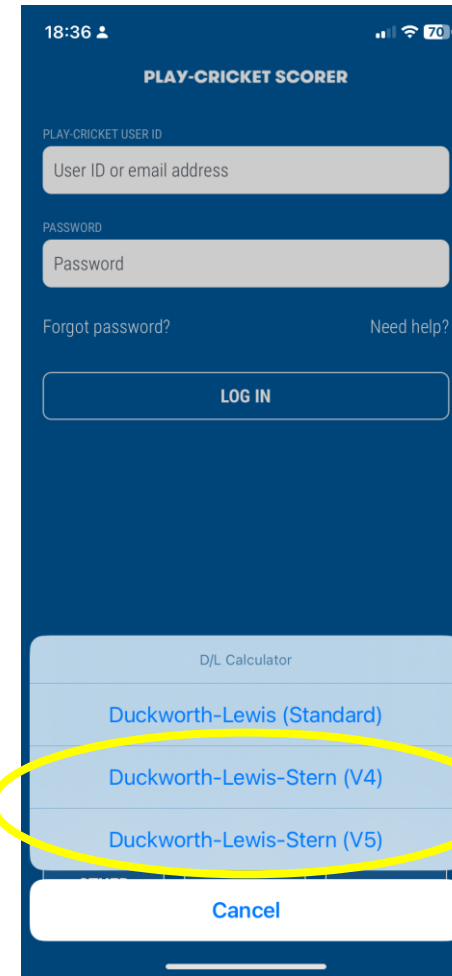 18:36
70
PLAY-CRICKET SCORER
PLAY-CRICKET USER ID
User ID or email address
PASSWORD
Password
Forgot password? Need help?
LOG IN
D/L Calculator
Duckworth-Lewis (Standard)
Duckworth-Lewis-Stern (V4)
Duckworth-Lewis-Stern (V5)
Cancel